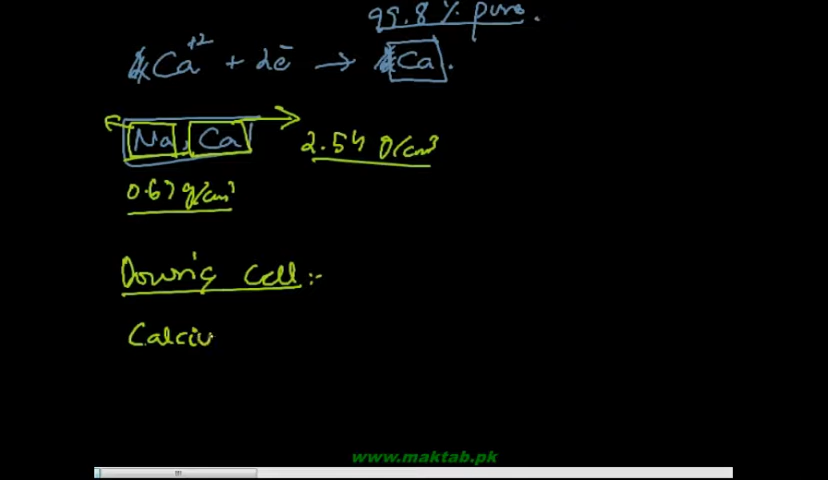 99.8 % pure.
Ca+2 + 2e̅ → Ca.
Na, Ca
2.54 g/cm3
0.67 g/cm3
Down's Cell :-
Calciu
www.maktab.pk